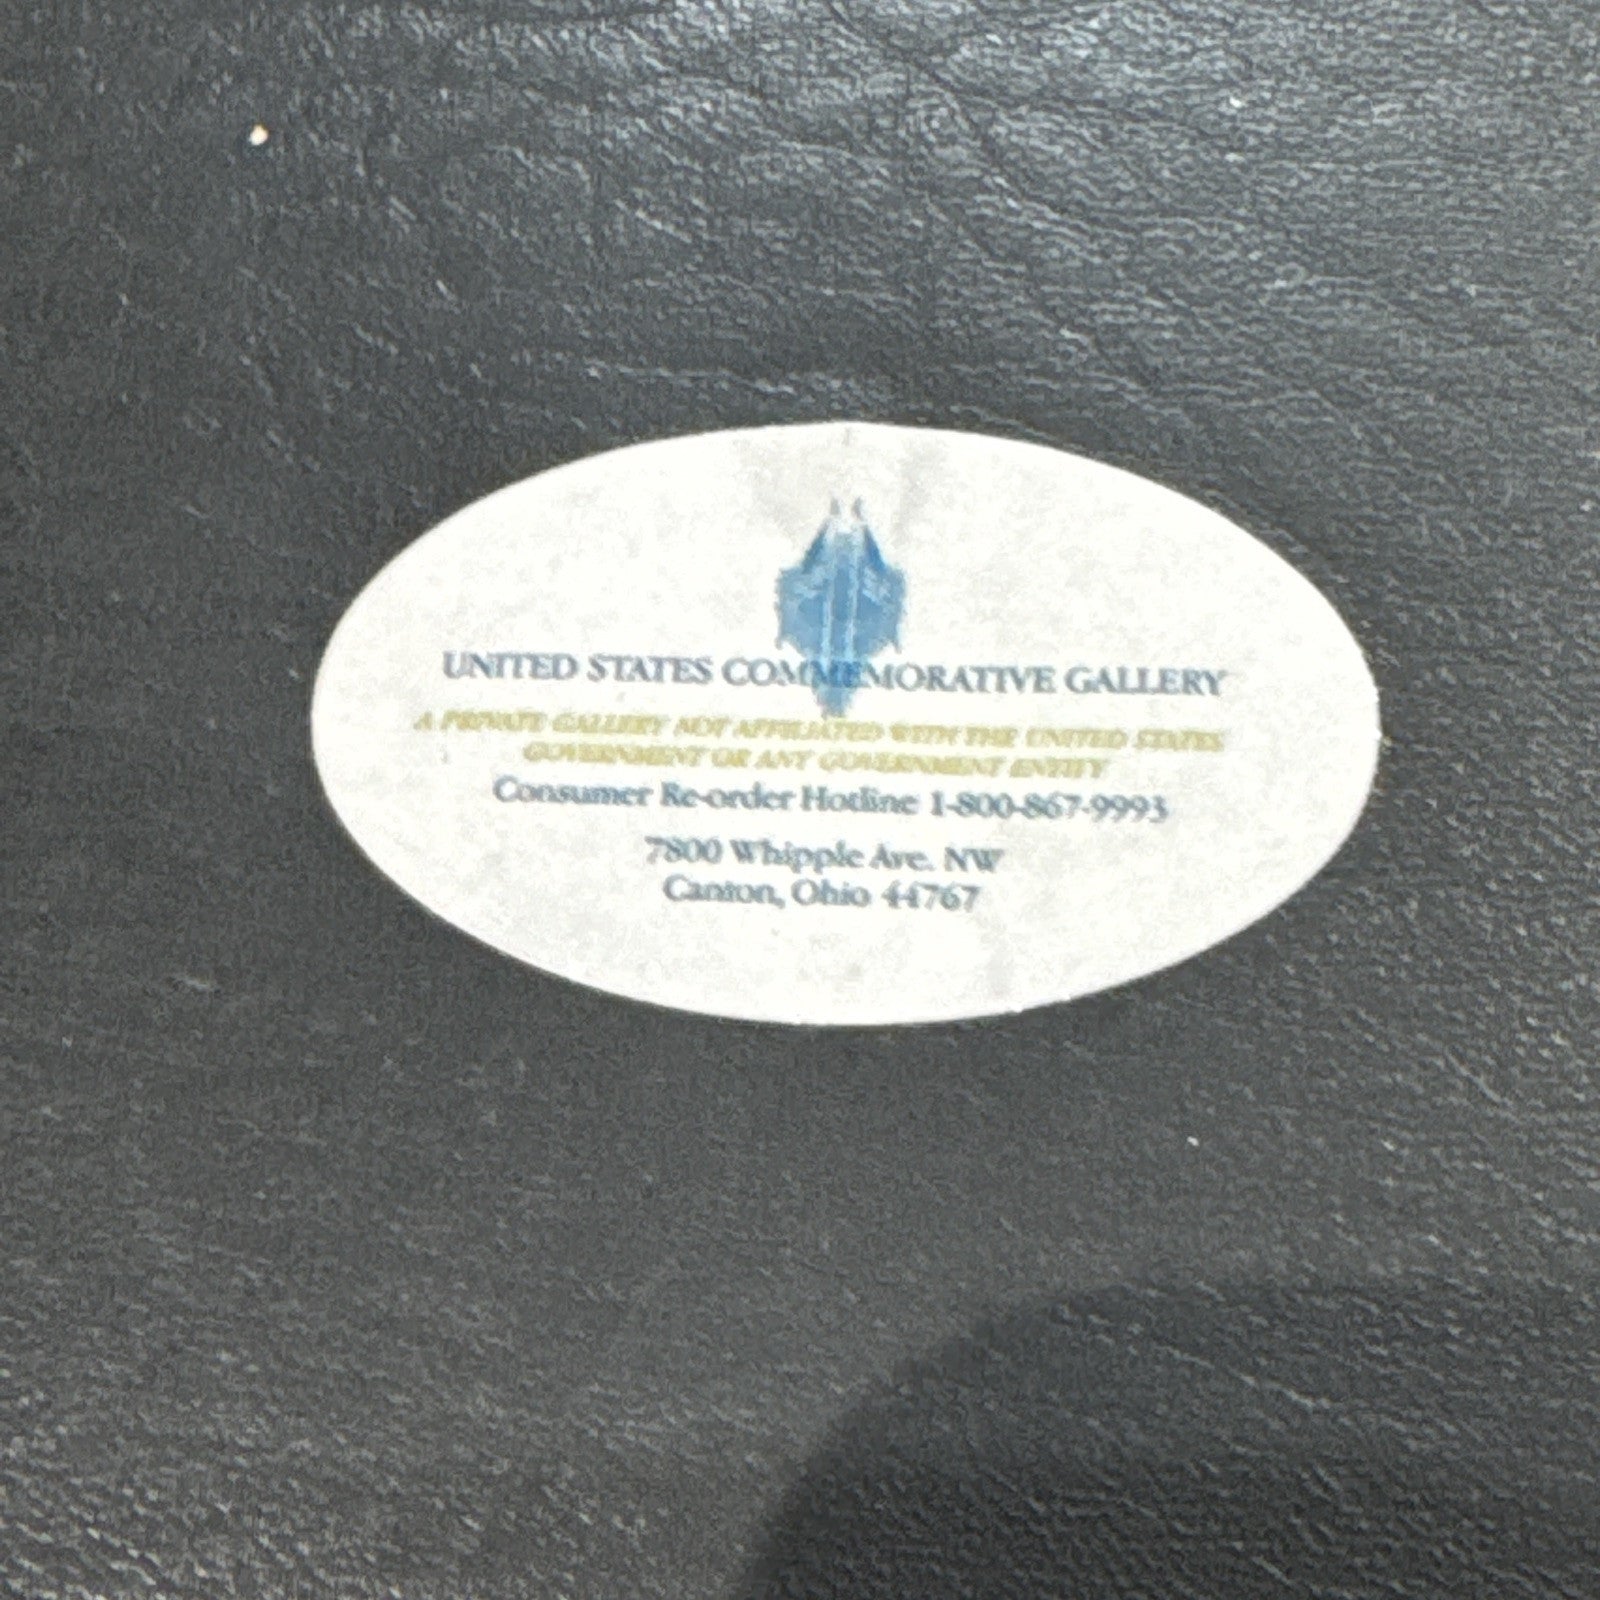 UNITED STATES COMMEMORATIVE GALLERY
A PRIVATE GALLERY NOT AFFILIATED WITH THE UNITED STATES
GOVERNMENT OR ANY GOVERNMENT ENTITY
Consumer Re-order Hotline 1-800-867-9993
7800 Whipple Ave. NW
Canton, Ohio 44767